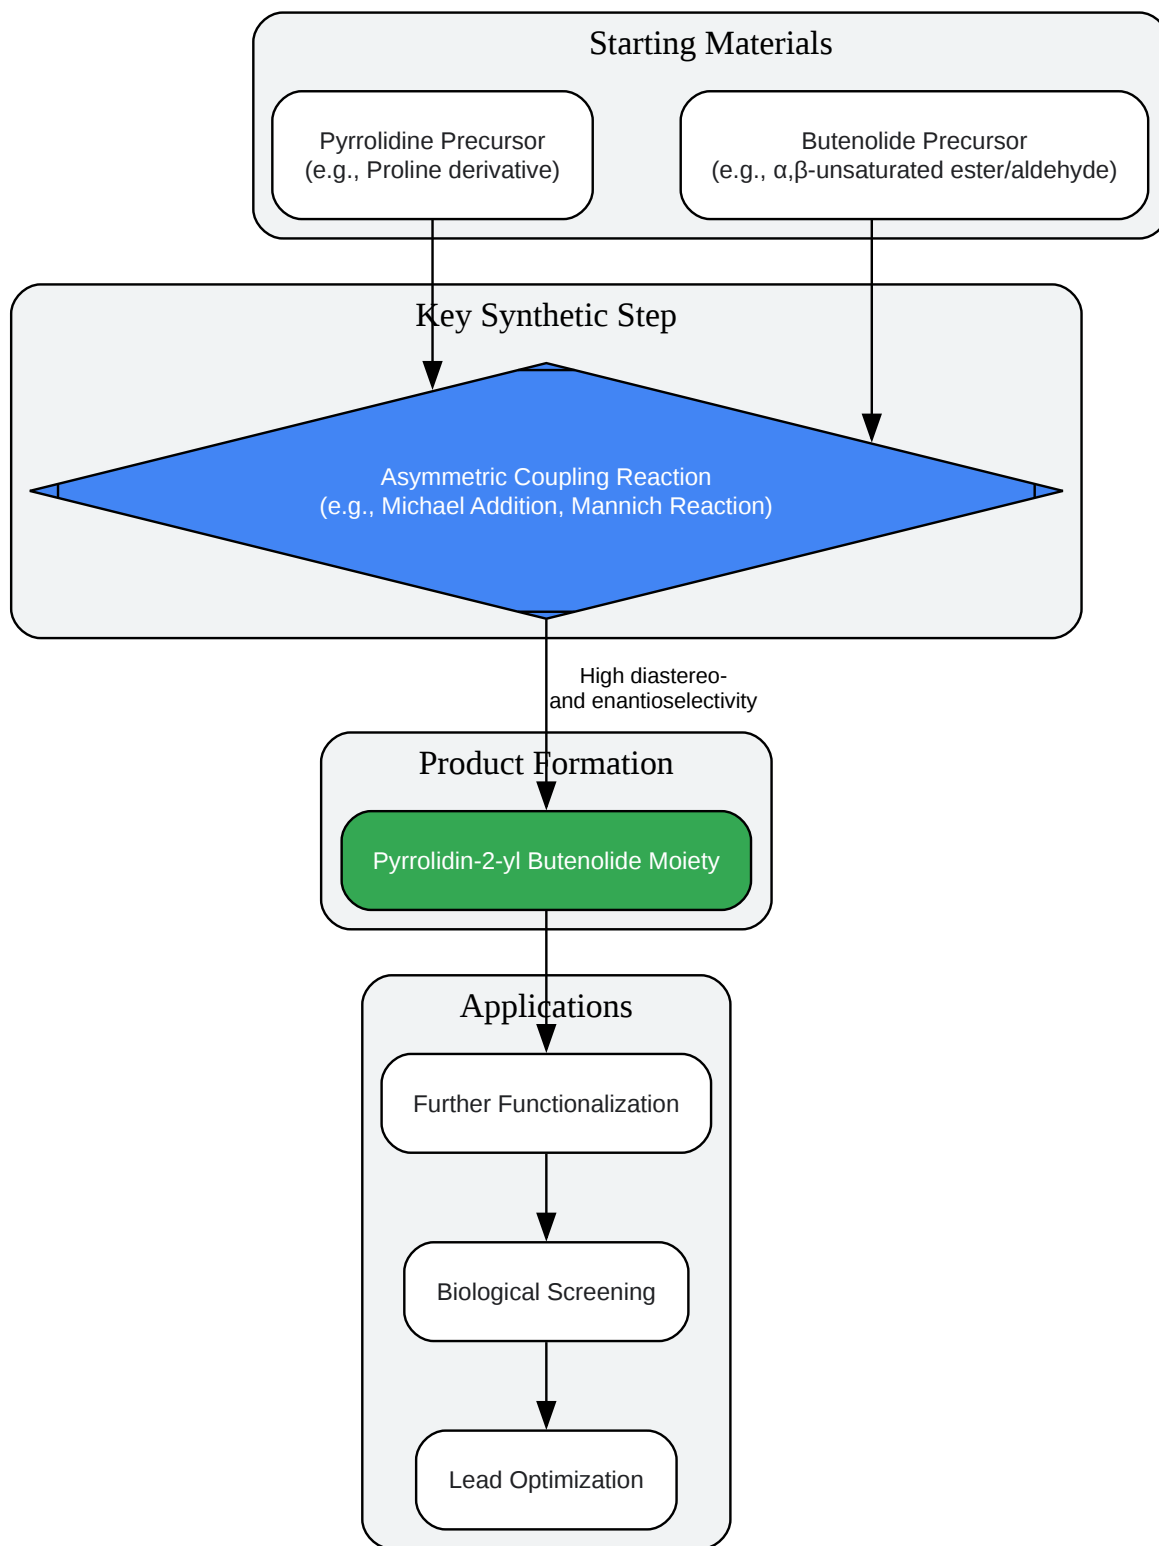 Starting Materials
Pyrrolidine Precursor
(e.g., Proline derivative)
Butenolide Precursor
(e.g., α,β-unsaturated ester/aldehyde)
Key Synthetic Step
Asymmetric Coupling Reaction
(e.g., Michael Addition, Mannich Reaction)
High diastereo-
and enantioselectivity
Product Formation
Pyrrolidin-2-yl Butenolide Moiety
Applications
Further Functionalization
Biological Screening
Lead Optimization